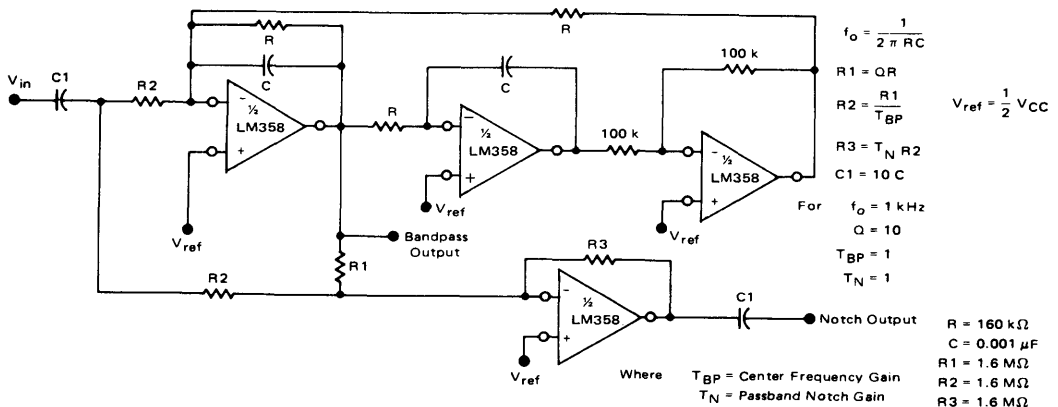 R
R
C
V_in
C1
R2
−
½
LM358
+
V_ref
R
C
−
½
LM358
+
V_ref
100 k
100 k
−
½
LM358
+
V_ref
Bandpass
Output
R1
R2
R3
−
½
LM358
+
V_ref
C1
Notch Output
f_o = 1 / 2 π RC
R1 = QR
R2 = R1 / T_BP
R3 = T_N R2
C1 = 10 C
V_ref = 1/2 V_CC
For f_o = 1 kHz
Q = 10
T_BP = 1
T_N = 1
R = 160 kΩ
C = 0.001 μF
R1 = 1.6 MΩ
R2 = 1.6 MΩ
R3 = 1.6 MΩ
Where T_BP = Center Frequency Gain
T_N = Passband Notch Gain